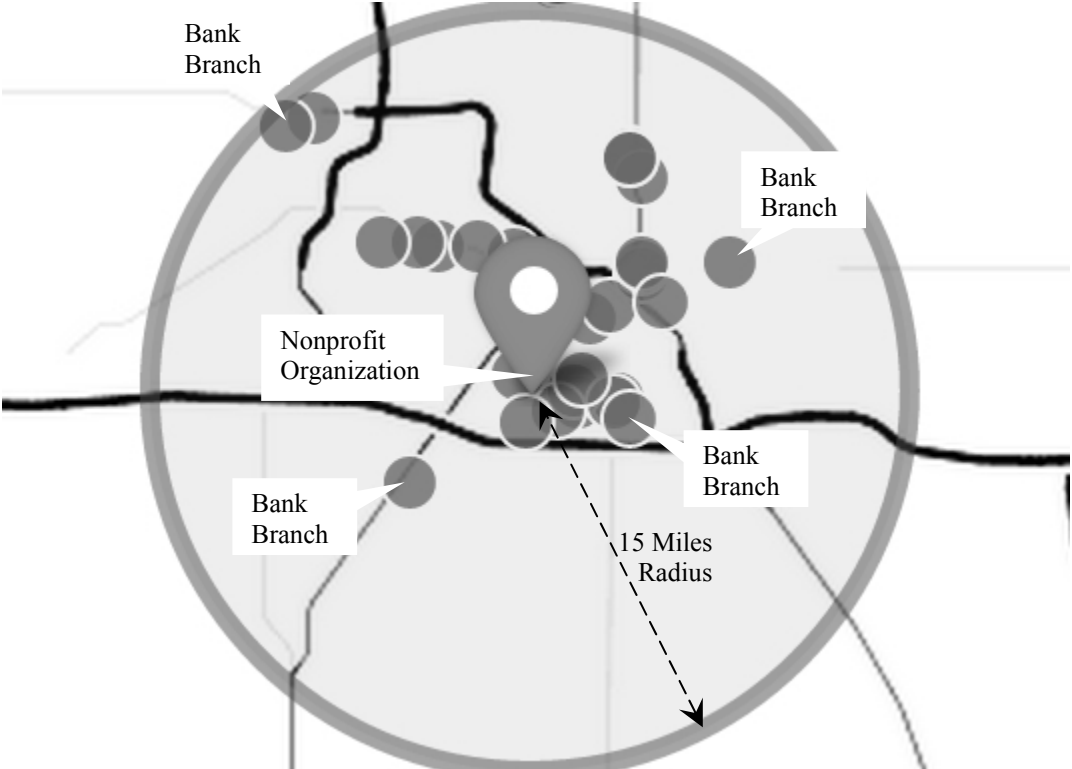 Bank
Branch
Bank
Branch
Nonprofit
Organization
Bank
Branch
Bank
Branch
15 Miles
Radius